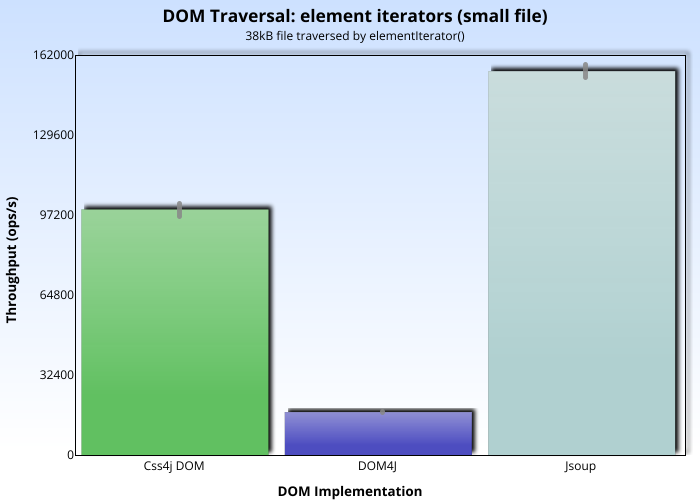 DOM Traversal: element iterators (small file)
38kB file traversed by elementIterator()
162000
129600
97200
64800
32400
0
Throughput (ops/s)
Css4j DOM
DOM4J
Jsoup
DOM Implementation